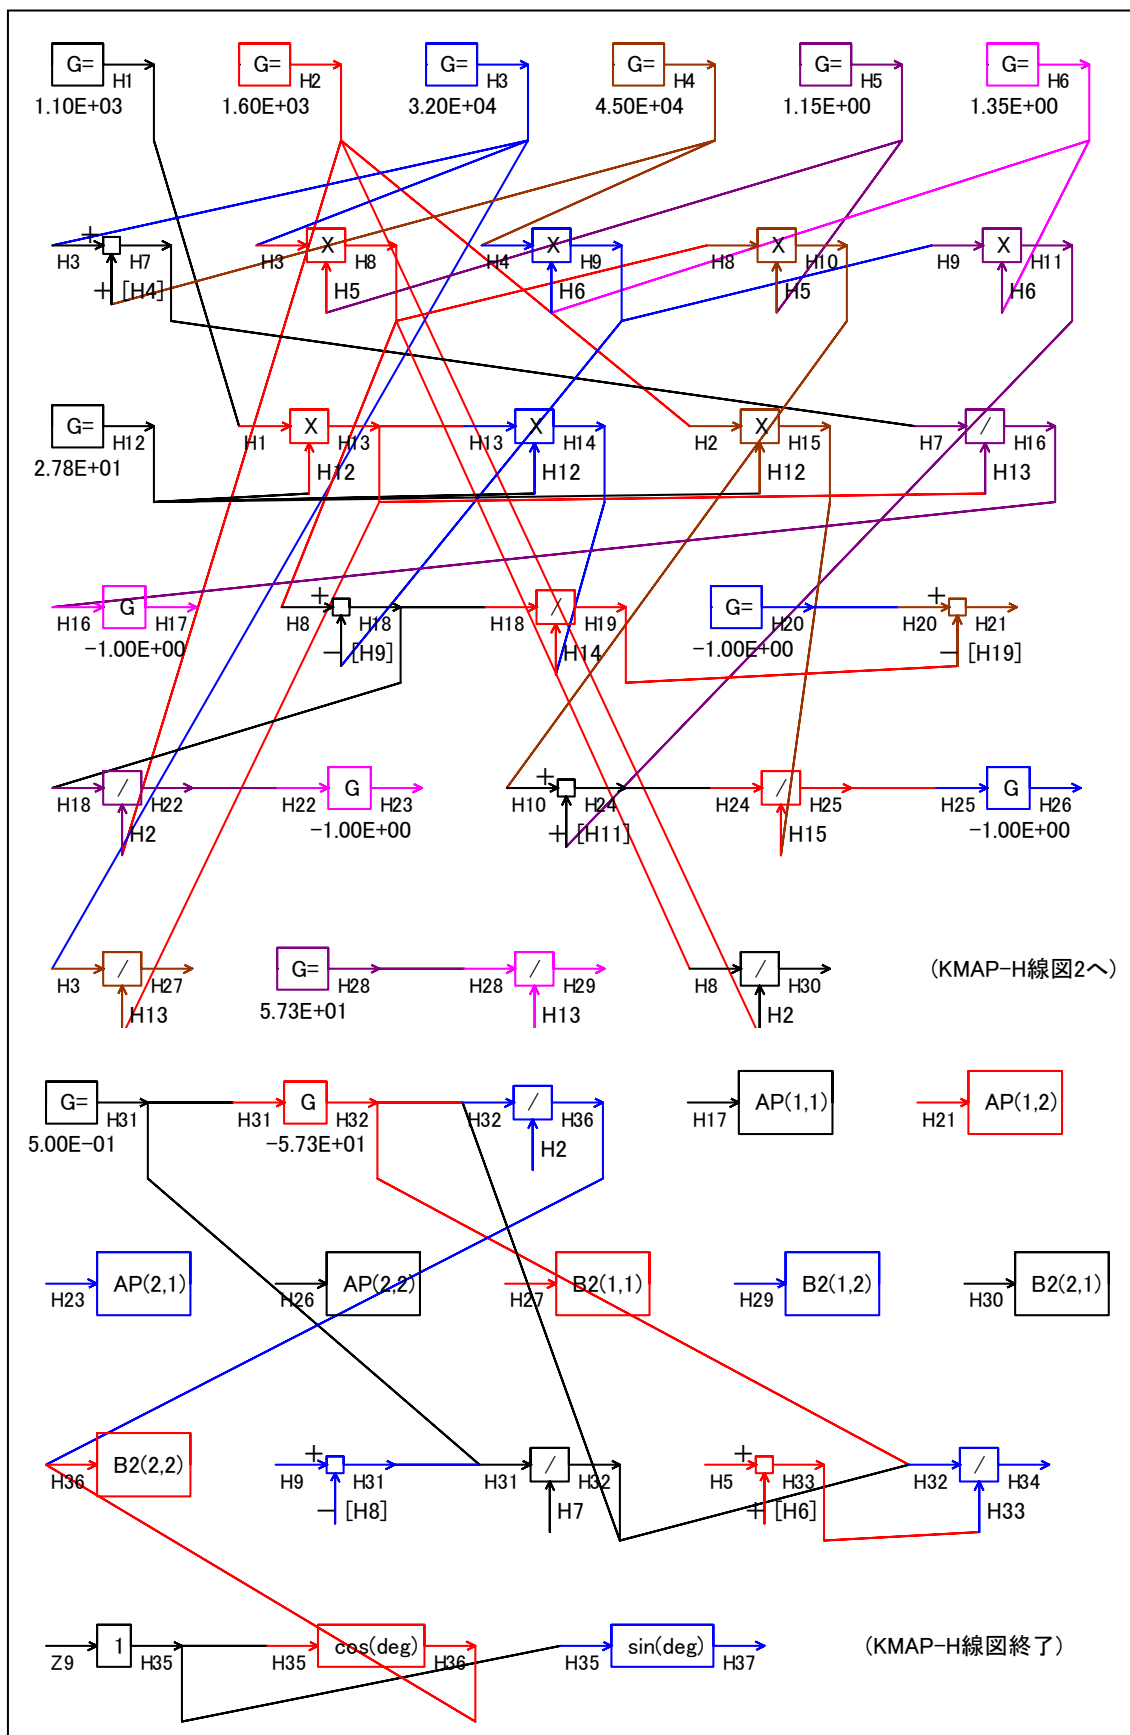 G= H1 G= H2 G= H3 G= H4 G= H5 G= H6
1.10E+03 1.60E+03 3.20E+04 4.50E+04 1.15E+00 1.35E+00
+ X X X X
H3 H7 H3 H8 H4 H9 H8 H10 H9 H11
+ [H4] H5 H6 H5 H6
G= H12 H1 X H13 H13 X H14 H2 X H15 H7 / H16
2.78E+01 H12 H12 H12 H13
G + / G= +
H16 H17 H8 H18 H18 H19 H20 H20 H21
-1.00E+00 − [H9] H14 -1.00E+00 − [H19]
/ G + / G
H18 H22 H22 H23 H10 H24 H24 H25 H25 H26
H2 -1.00E+00 + [H11] H15 -1.00E+00
/ G= / / (KMAP-H線図2へ)
H3 H27 H28 H28 H29 H8 H30
H13 5.73E+01 H13 H2
G= G / AP(1,1) AP(1,2)
H31 H31 H32 H32 H36 H17 H21
5.00E-01 -5.73E+01 H2
AP(2,1) AP(2,2) B2(1,1) B2(1,2) B2(2,1)
H23 H26 H27 H29 H30
B2(2,2) + / + /
H36 H9 H31 H31 H32 H5 H33 H32 H34
− [H8] H7 + [H6] H33
1 cos(deg) sin(deg) (KMAP-H線図終了)
Z9 H35 H35 H36 H35 H37